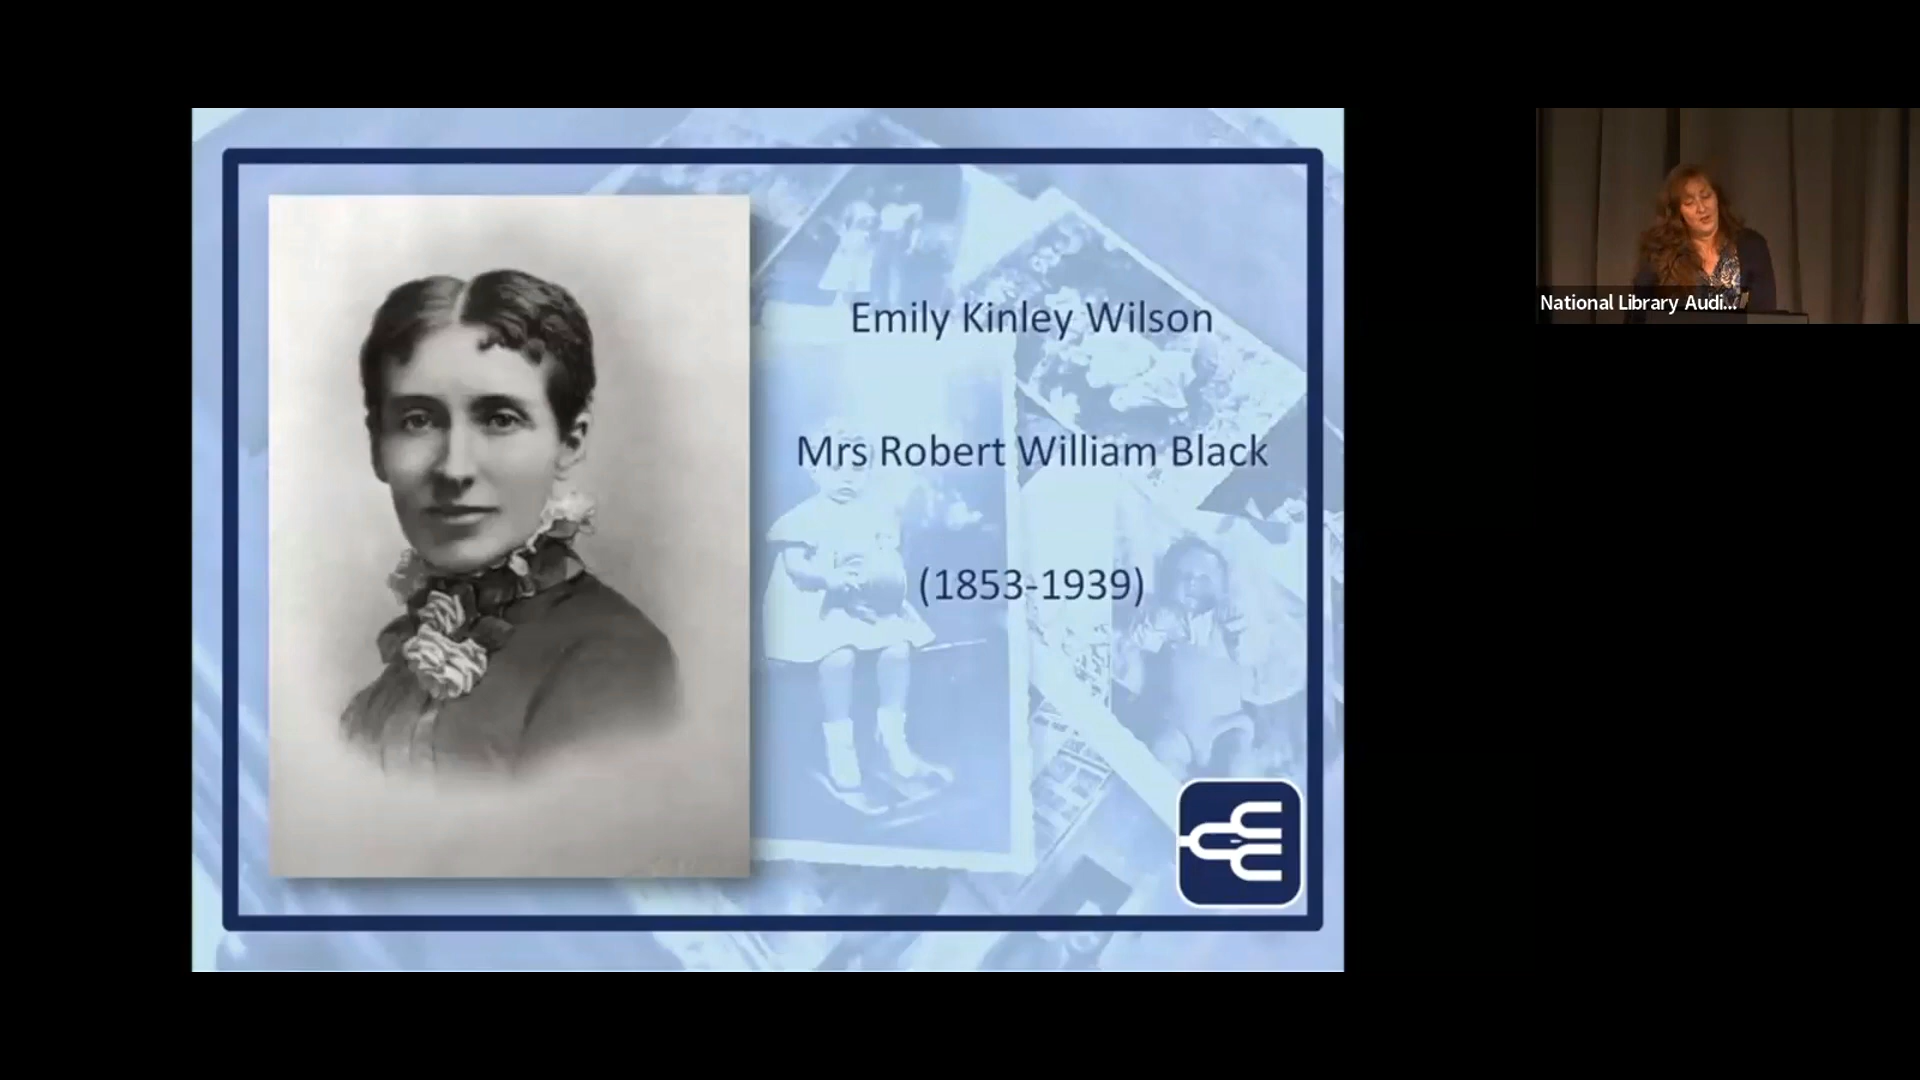 Emily Kinley Wilson
Mrs Robert William Black
(1853-1939)
National Library Audi...